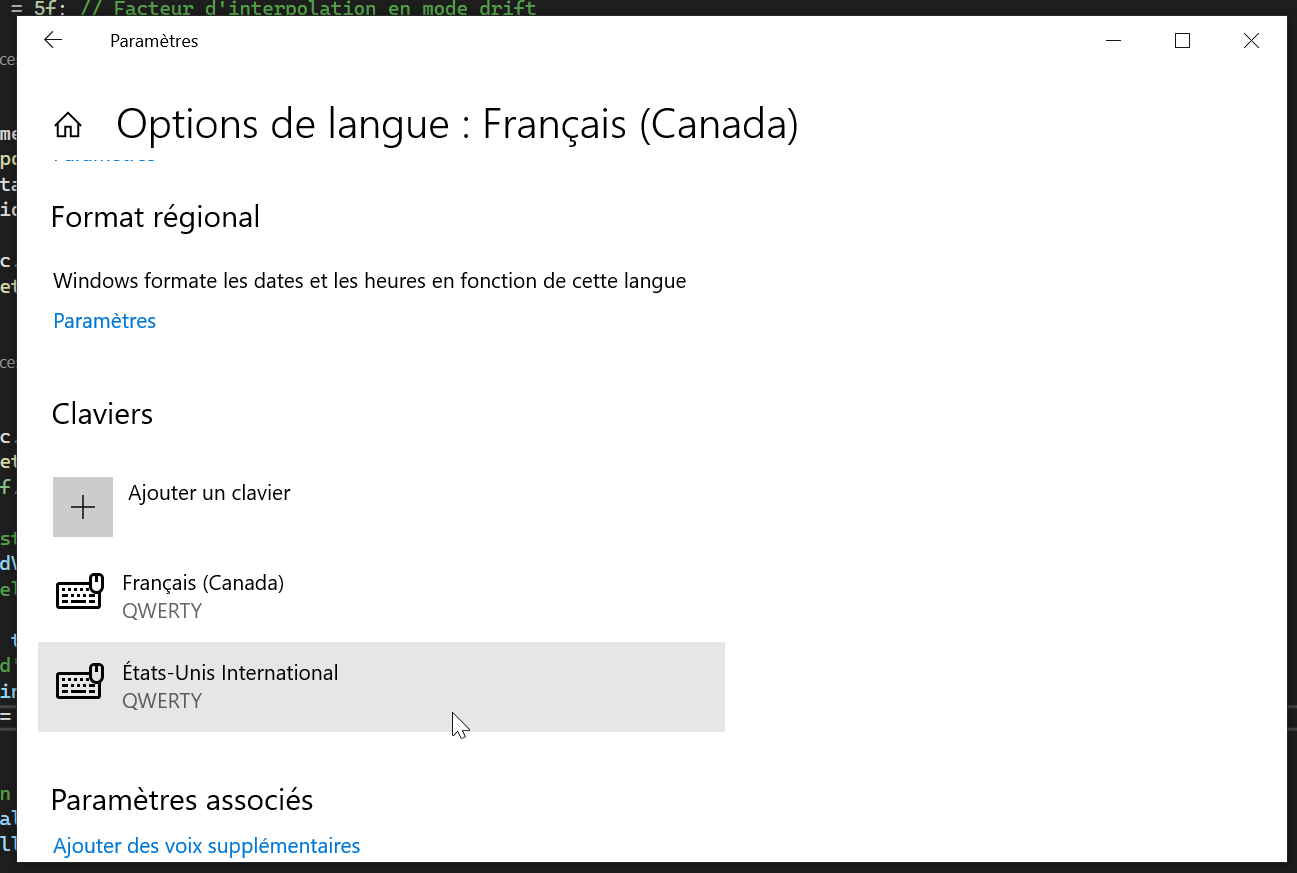 = 5f; // Facteur d'interpolation en mode drift
Paramètres
Options de langue : Français (Canada)
Format régional
Windows formate les dates et les heures en fonction de cette langue
Paramètres
Claviers
Ajouter un clavier
Français (Canada)
QWERTY
États-Unis International
QWERTY
Paramètres associés
Ajouter des voix supplémentaires